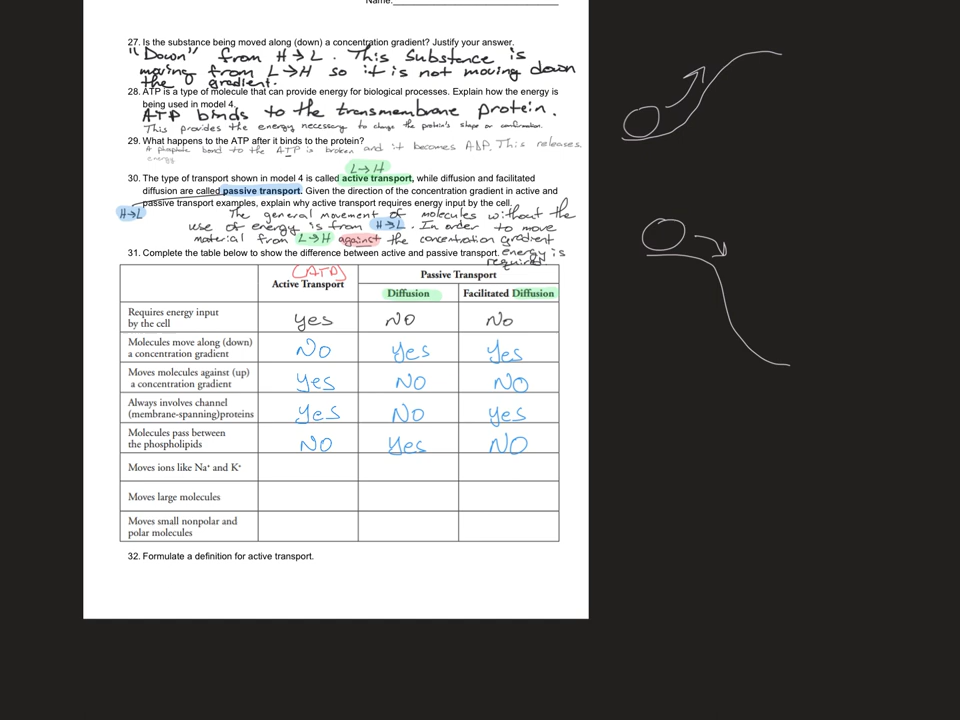 Name:
27. Is the substance being moved along (down) a concentration gradient? Justify your answer.
"Down" from H→L. This substance is
moving from L→H so it is not moving down
the gradient.
28. ATP is a type of molecule that can provide energy for biological processes. Explain how the energy is
being used in model 4.
ATP binds to the transmembrane protein.
This provides the energy necessary to change the protein's shape or confirmation.
29. What happens to the ATP after it binds to the protein?
A phosphate bond to the ATP is broken and it becomes ADP. This releases
energy
L→H
30. The type of transport shown in model 4 is called active transport, while diffusion and facilitated
diffusion are called passive transport. Given the direction of the concentration gradient in active and
passive transport examples, explain why active transport requires energy input by the cell.
H→L
The general movement of molecules without the
use of energy is from H→L. In order to move
material from L→H against the concentration gradient
31. Complete the table below to show the difference between active and passive transport. energy is
required.
(ATP)
Active Transport
Passive Transport
Diffusion Facilitated Diffusion
Requires energy input
by the cell
yes NO No
Molecules move along (down)
a concentration gradient
No Yes Yes
Moves molecules against (up)
a concentration gradient
Yes NO NO
Always involves channel
(membrane-spanning)proteins
Yes NO yes
Molecules pass between
the phospholipids
NO Yes NO
Moves ions like Na⁺ and K⁺
Moves large molecules
Moves small nonpolar and
polar molecules
32. Formulate a definition for active transport.